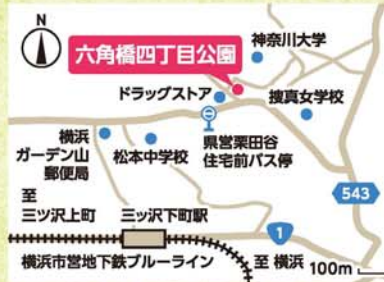 N
六角橋四丁目公園
神奈川大学
ドラッグストア
捜真女学校
横浜
ガーデン山
郵便局
松本中学校
県営栗田谷
住宅前バス停
至
三ツ沢上町
三ッ沢下町駅
1
543
横浜市営地下鉄ブルーライン
至 横浜
100m